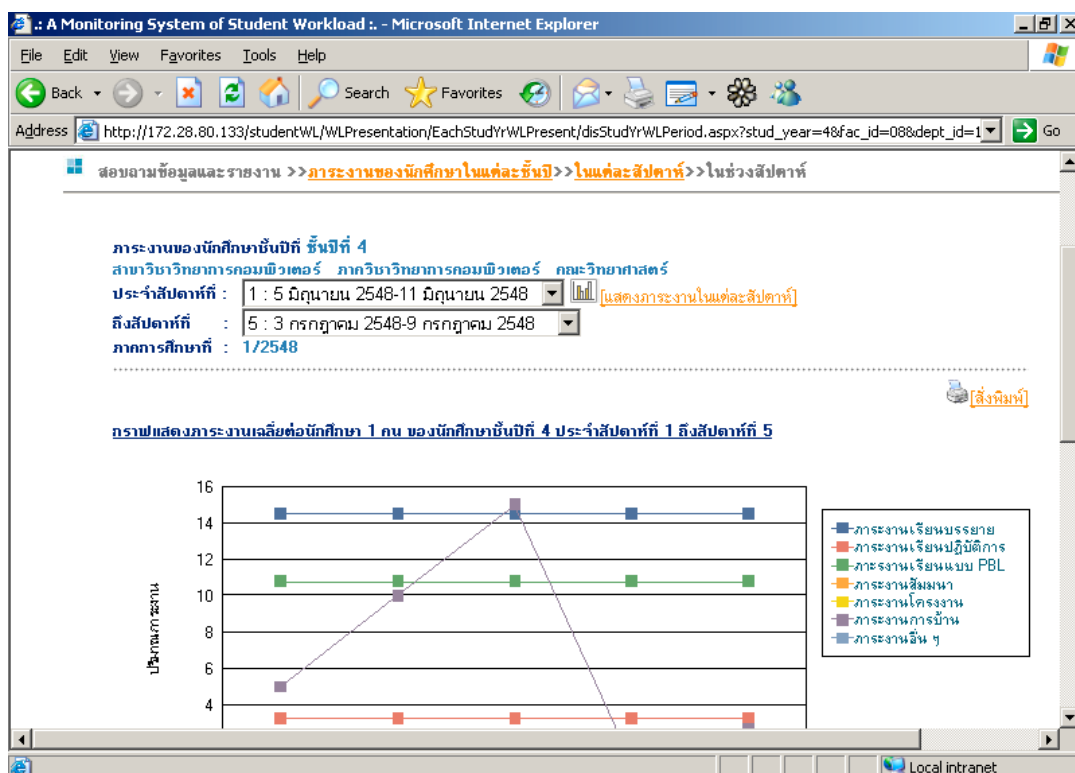 .: A Monitoring System of Student Workload :. - Microsoft Internet Explorer
File Edit View Favorites Tools Help
Back Search Favorites
Address http://172.28.80.133/studentWL/WLPresentation/EachStudYrWLPresent/disStudYrWLPeriod.aspx?stud_year=4&fac_id=08&dept_id=1 Go
สอบถามข้อมูลและรายงาน >>ภาระงานของนักศึกษาในแต่ละชั้นปี>>ในแต่ละสัปดาห์>>ในช่วงสัปดาห์
ภาระงานของนักศึกษาชั้นปีที่ ชั้นปีที่ 4
สาขาวิชาวิทยาการคอมพิวเตอร์ ภาควิชาวิทยาการคอมพิวเตอร์ คณะวิทยาศาสตร์
ประจำสัปดาห์ที่ : 1 : 5 มิถุนายน 2548-11 มิถุนายน 2548 [แสดงภาระงานในแต่ละสัปดาห์]
ถึงสัปดาห์ที่ : 5 : 3 กรกฎาคม 2548-9 กรกฎาคม 2548
ภาคการศึกษาที่ : 1/2548
[สั่งพิมพ์]
กราฟแสดงภาระงานเฉลี่ยต่อนักศึกษา 1 คน ของนักศึกษาชั้นปีที่ 4 ประจำสัปดาห์ที่ 1 ถึงสัปดาห์ที่ 5
16
14
12
10
8
6
4
ปริมาณภาระงาน
ภาระงานเรียนบรรยาย
ภาระงานเรียนปฏิบัติการ
ภาระงานเรียนแบบ PBL
ภาระงานสัมมนา
ภาระงานโครงงาน
ภาระงานการบ้าน
ภาระงานอื่น ๆ
Local intranet